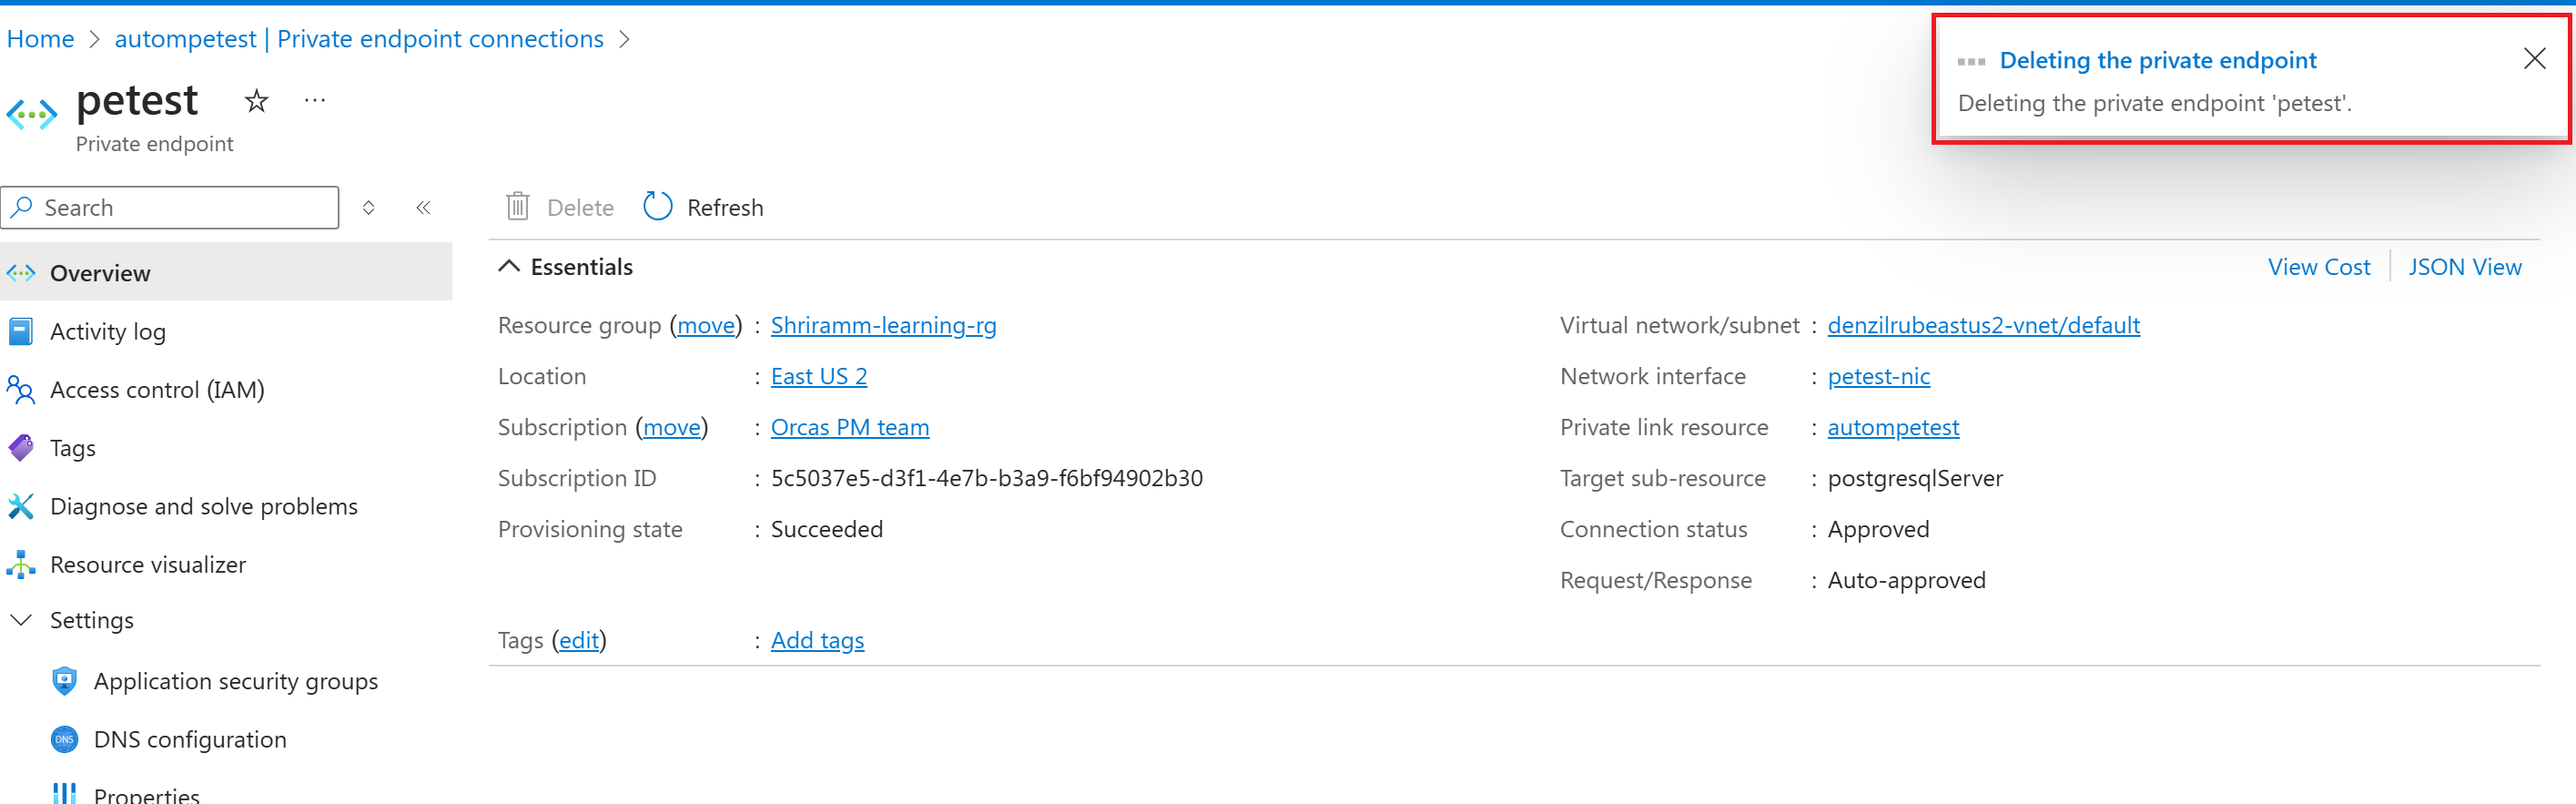 Home > autompetest | Private endpoint connections >
Deleting the private endpoint
Deleting the private endpoint 'petest'.
petest
Private endpoint
Search
Delete Refresh
Overview
Activity log
Access control (IAM)
Tags
Diagnose and solve problems
Resource visualizer
Settings
Application security groups
DNS configuration
Properties
Essentials
View Cost | JSON View
Resource group (move) : Shriramm-learning-rg
Location : East US 2
Subscription (move) : Orcas PM team
Subscription ID : 5c5037e5-d3f1-4e7b-b3a9-f6bf94902b30
Provisioning state : Succeeded
Virtual network/subnet : denzilrubeastus2-vnet/default
Network interface : petest-nic
Private link resource : autompetest
Target sub-resource : postgresqlServer
Connection status : Approved
Request/Response : Auto-approved
Tags (edit) : Add tags